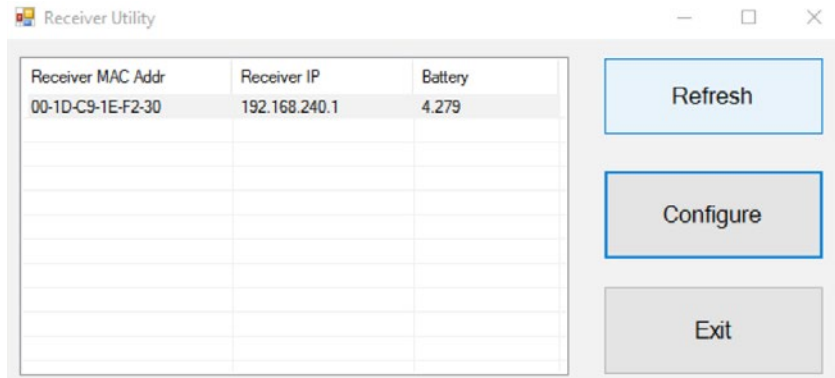 Receiver Utility
Receiver MAC Addr Receiver IP Battery
00-1D-C9-1E-F2-30 192.168.240.1 4.279
Refresh
Configure
Exit